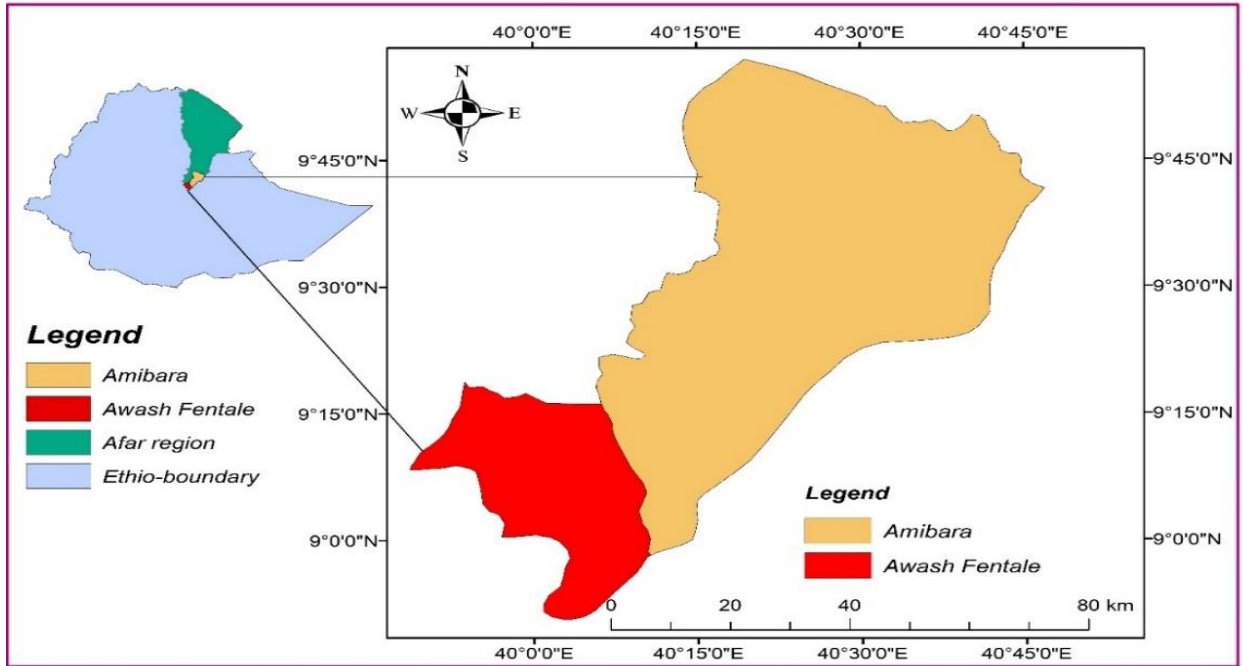 40°0'0"E 40°15'0"E 40°30'0"E 40°45'0"E
N
W E
S
9°45'0"N 9°45'0"N
9°30'0"N 9°30'0"N
9°15'0"N 9°15'0"N
9°0'0"N 9°0'0"N
Legend
Amibara
Awash Fentale
Afar region
Ethio-boundary
Legend
Amibara
Awash Fentale
0 20 40 80 km
40°0'0"E 40°15'0"E 40°30'0"E 40°45'0"E